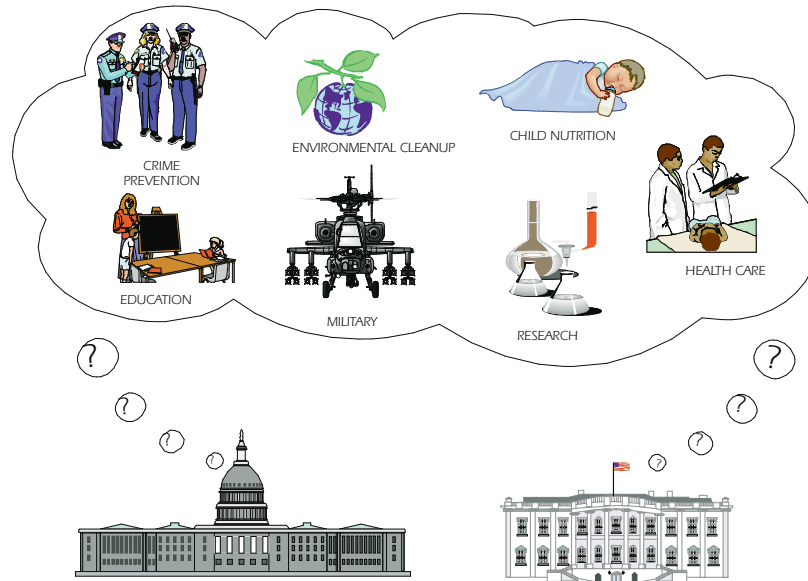 CRIME
PREVENTION
ENVIRONMENTAL CLEANUP
CHILD NUTRITION
HEALTH CARE
EDUCATION
MILITARY
RESEARCH
?
?
?
?
?
?
?
?